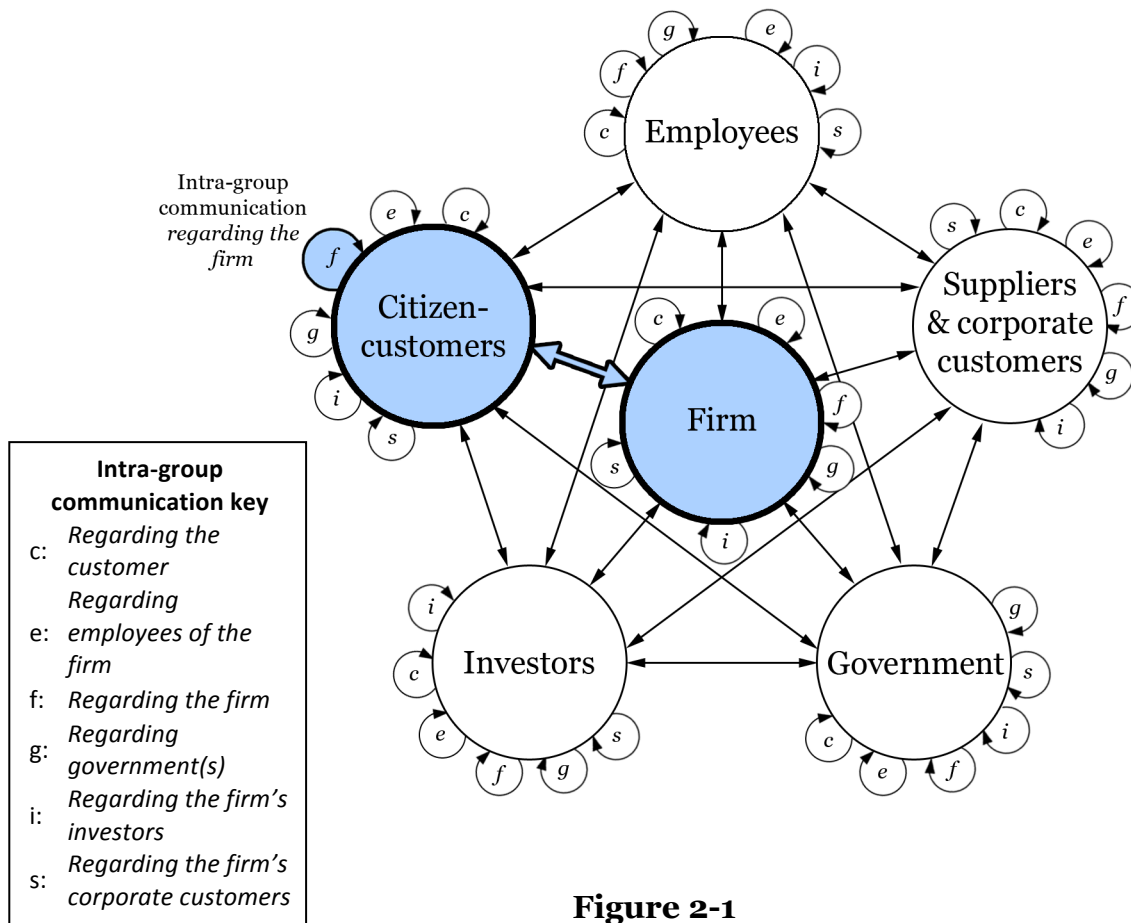 g
e
f
i
c
s
Employees
Intra-group
communication
regarding the
firm
e
c
f
g
i
s
Citizen-
customers
s
c
e
f
g
i
Suppliers
& corporate
customers
c
e
f
g
i
s
Firm
Intra-group
communication key
c: Regarding the
customer
Regarding
e: employees of the
firm
f: Regarding the firm
g: Regarding
government(s)
i: Regarding the firm's
investors
s: Regarding the firm's
corporate customers
i
c
e
f
g
s
Investors
g
s
i
f
e
c
Government
Figure 2-1